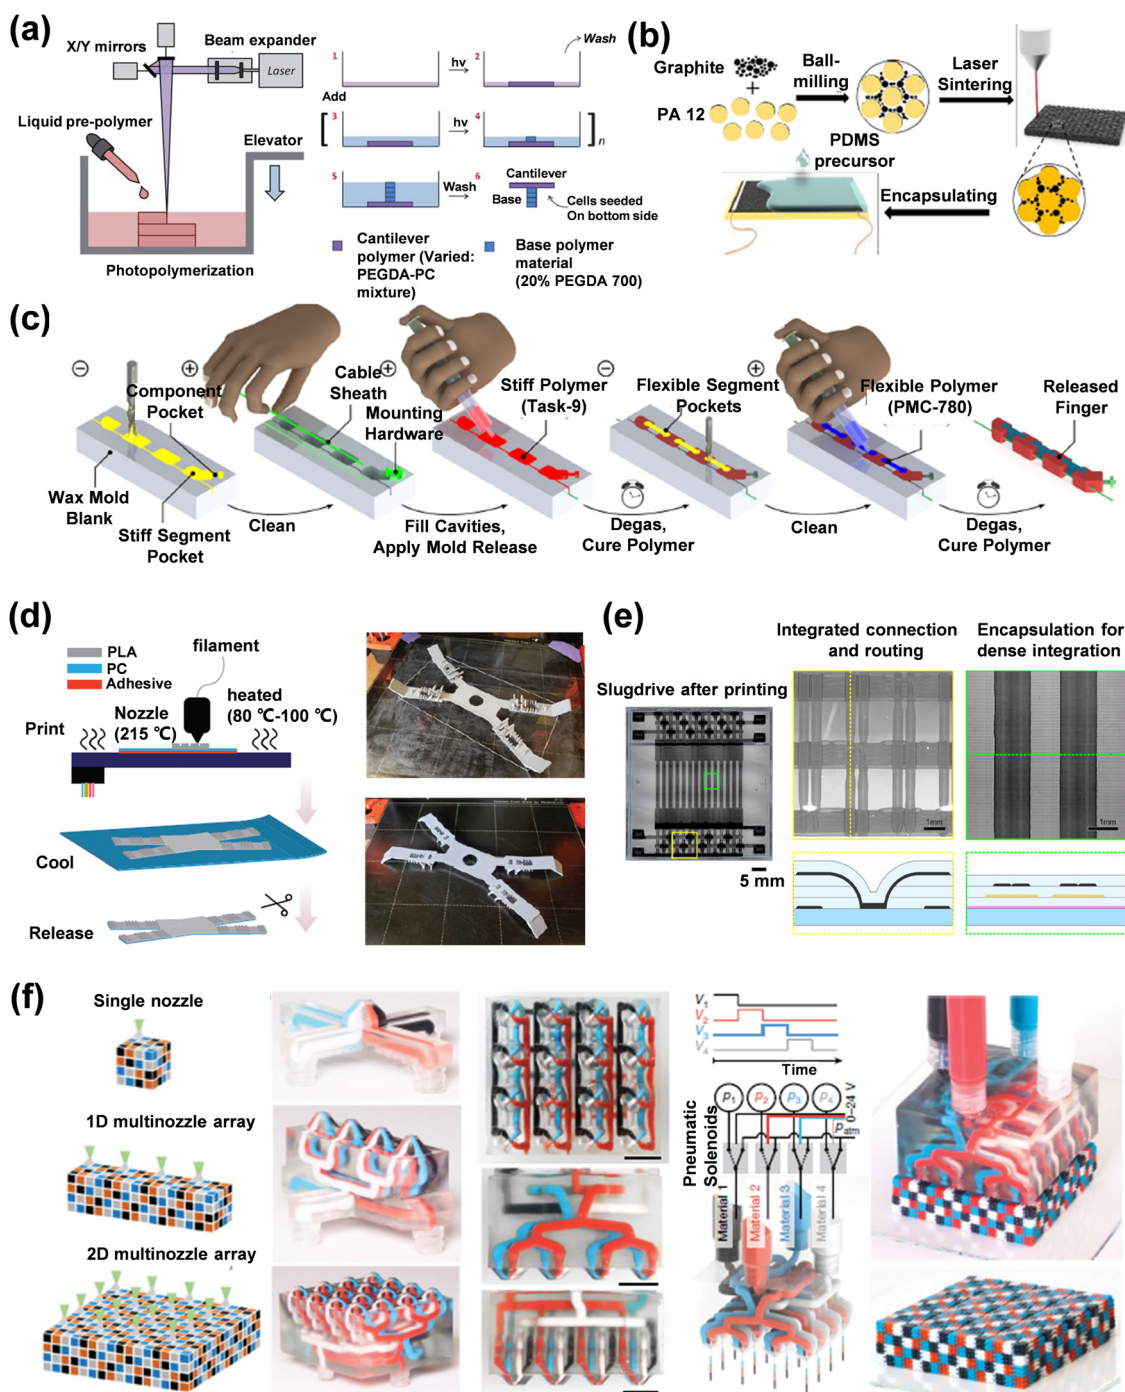 (a)
X/Y mirrors
Beam expander
Laser
Liquid pre-polymer
Elevator
Photopolymerization
1
Add
hv
2
Wash
3
hv
4
n
5
Wash
6
Cantilever
Base
Cells seeded
On bottom side
Cantilever
polymer (Varied:
PEGDA-PC
mixture)
Base polymer
material
(20% PEGDA 700)
(b)
Graphite
+
PA 12
Ball-
milling
Laser
Sintering
PDMS
precursor
Encapsulating
(c)
Component
Pocket
Wax Mold
Blank
Stiff Segment
Pocket
Clean
Cable
Sheath
Mounting
Hardware
Fill Cavities,
Apply Mold Release
Stiff Polymer
(Task-9)
Degas,
Cure Polymer
Flexible Segment
Pockets
Clean
Flexible Polymer
(PMC-780)
Degas,
Cure Polymer
Released
Finger
(d)
PLA
PC
Adhesive
filament
Nozzle
(215 ℃)
heated
(80 ℃-100 ℃)
Print
Cool
Release
(e)
Slugdrive after printing
5 mm
Integrated connection
and routing
1mm
Encapsulation for
dense integration
1mm
(f)
Single nozzle
1D multinozzle array
2D multinozzle array
V1
V2
V3
V4
Time
p1
p2
p3
p4
0–24 V
patm
Pneumatic
Solenoids
Material 1
Material 2
Material 3
Material 4